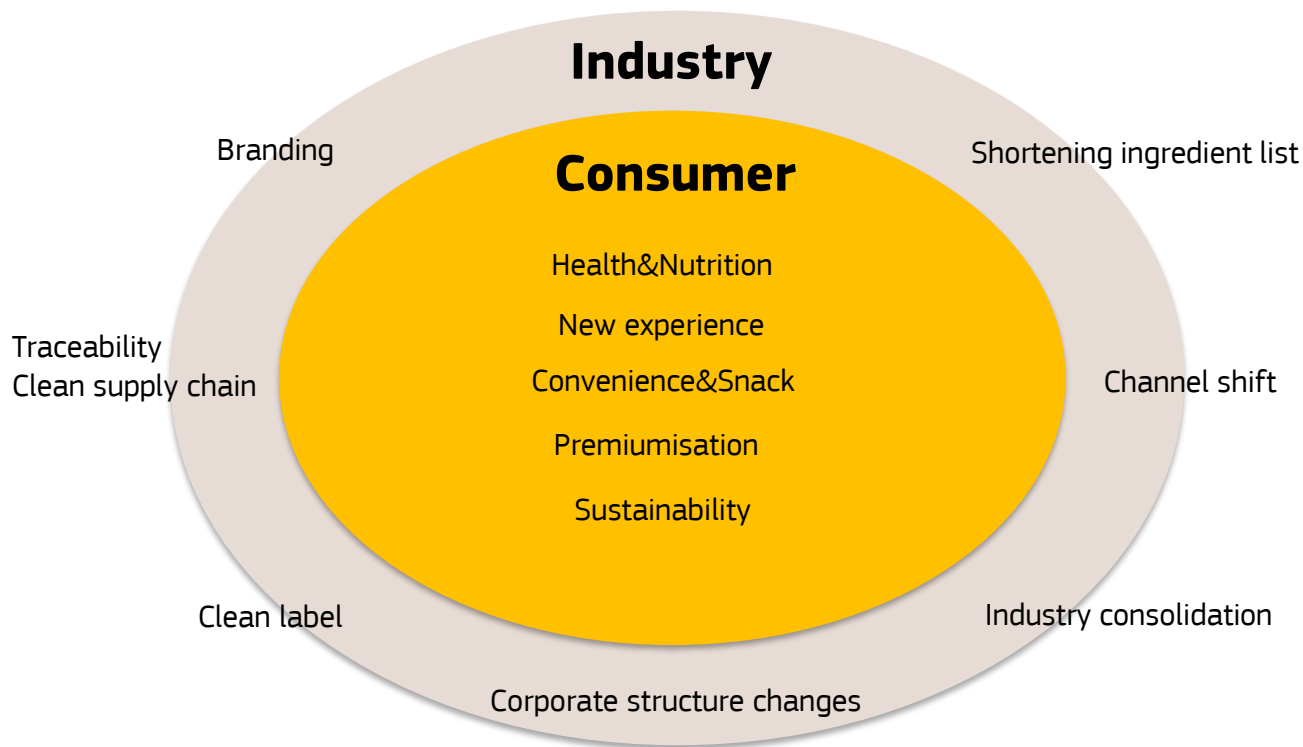 Industry
Branding
Shortening ingredient list
Consumer
Health&Nutrition
New experience
Traceability
Clean supply chain
Convenience&Snack
Channel shift
Premiumisation
Sustainability
Clean label
Industry consolidation
Corporate structure changes